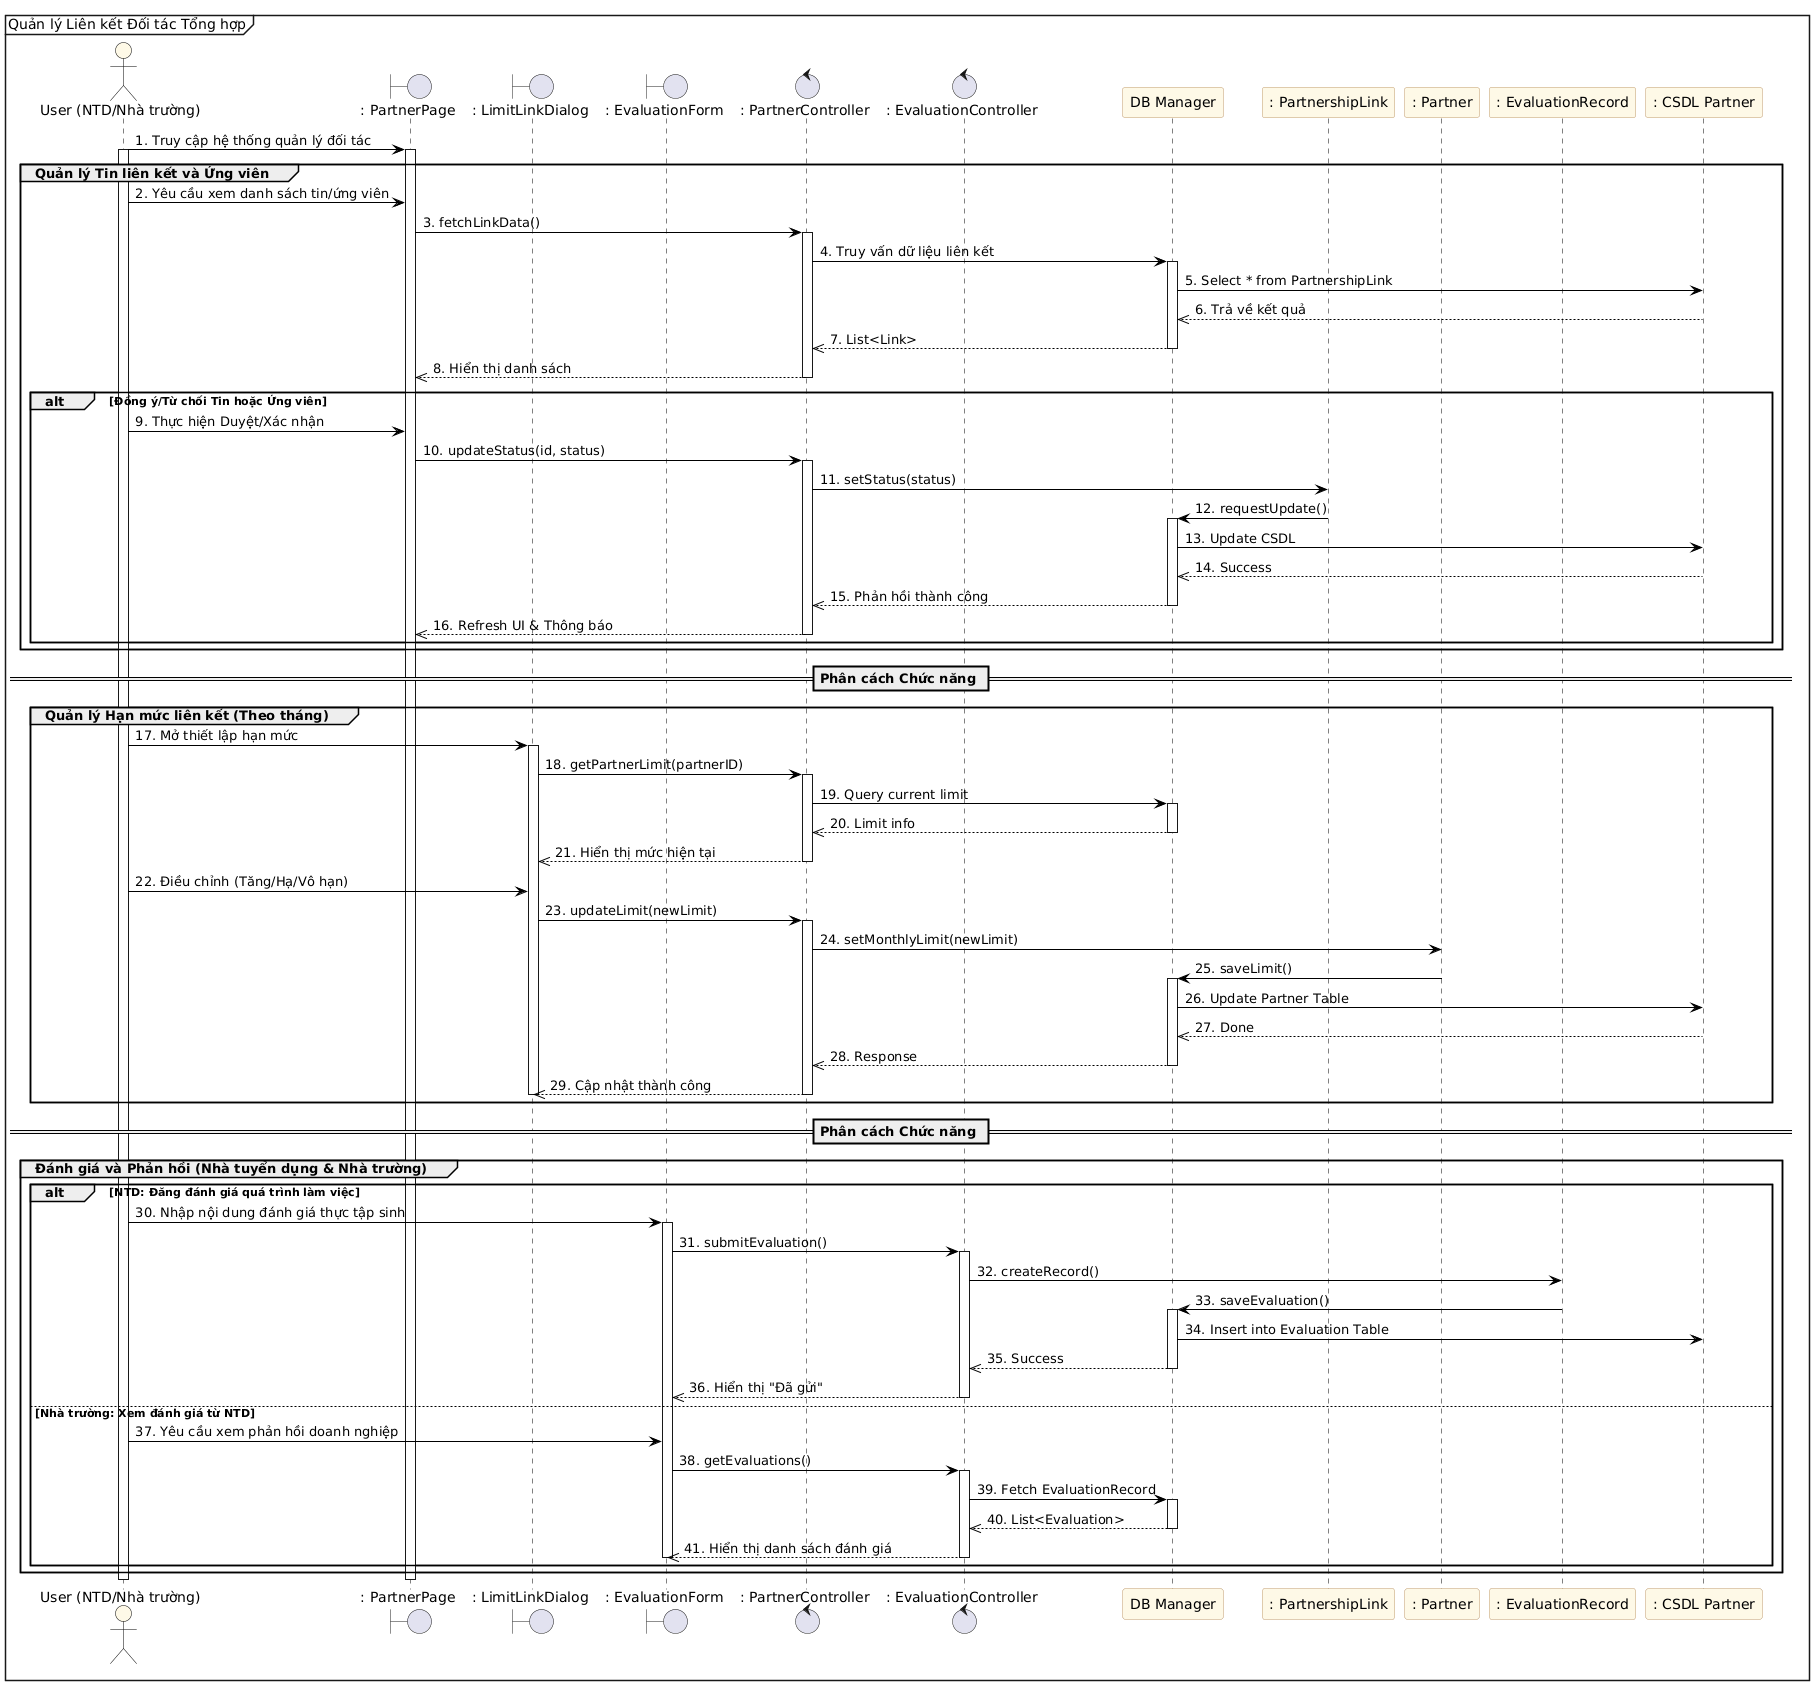 Quản lý Liên kết Đối tác Tổng hợp
User (NTD/Nhà trường)
: PartnerPage
: LimitLinkDialog
: EvaluationForm
: PartnerController
: EvaluationController
DB Manager
: PartnershipLink
: Partner
: EvaluationRecord
: CSDL Partner
1. Truy cập hệ thống quản lý đối tác
Quản lý Tin liên kết và Ứng viên
2. Yêu cầu xem danh sách tin/ứng viên
3. fetchLinkData()
4. Truy vấn dữ liệu liên kết
5. Select * from PartnershipLink
6. Trả về kết quả
7. List<Link>
8. Hiển thị danh sách
alt [Đồng ý/Từ chối Tin hoặc Ứng viên]
9. Thực hiện Duyệt/Xác nhận
10. updateStatus(id, status)
11. setStatus(status)
12. requestUpdate()
13. Update CSDL
14. Success
15. Phản hồi thành công
16. Refresh UI & Thông báo
Phân cách Chức năng
Quản lý Hạn mức liên kết (Theo tháng)
17. Mở thiết lập hạn mức
18. getPartnerLimit(partnerID)
19. Query current limit
20. Limit info
21. Hiển thị mức hiện tại
22. Điều chỉnh (Tăng/Hạ/Vô hạn)
23. updateLimit(newLimit)
24. setMonthlyLimit(newLimit)
25. saveLimit()
26. Update Partner Table
27. Done
28. Response
29. Cập nhật thành công
Phân cách Chức năng
Đánh giá và Phản hồi (Nhà tuyển dụng & Nhà trường)
alt [NTD: Đăng đánh giá quá trình làm việc]
30. Nhập nội dung đánh giá thực tập sinh
31. submitEvaluation()
32. createRecord()
33. saveEvaluation()
34. Insert into Evaluation Table
35. Success
36. Hiển thị "Đã gửi"
[Nhà trường: Xem đánh giá từ NTD]
37. Yêu cầu xem phản hồi doanh nghiệp
38. getEvaluations()
39. Fetch EvaluationRecord
40. List<Evaluation>
41. Hiển thị danh sách đánh giá
User (NTD/Nhà trường)
: PartnerPage
: LimitLinkDialog
: EvaluationForm
: PartnerController
: EvaluationController
DB Manager
: PartnershipLink
: Partner
: EvaluationRecord
: CSDL Partner